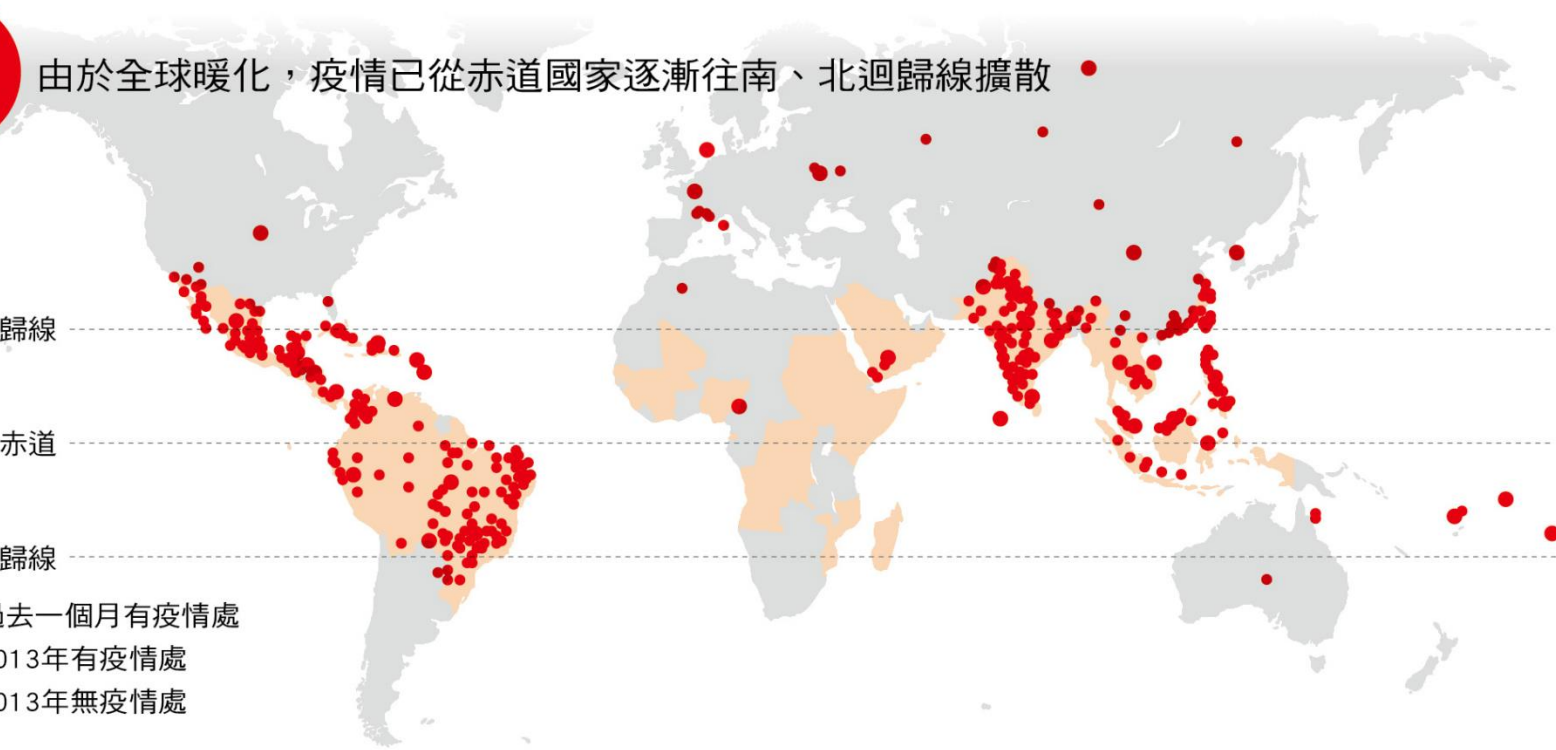 由於全球暖化，疫情已從赤道國家逐漸往南、北迴歸線擴散
歸線
赤道
歸線
過去一個月有疫情處
013年有疫情處
013年無疫情處